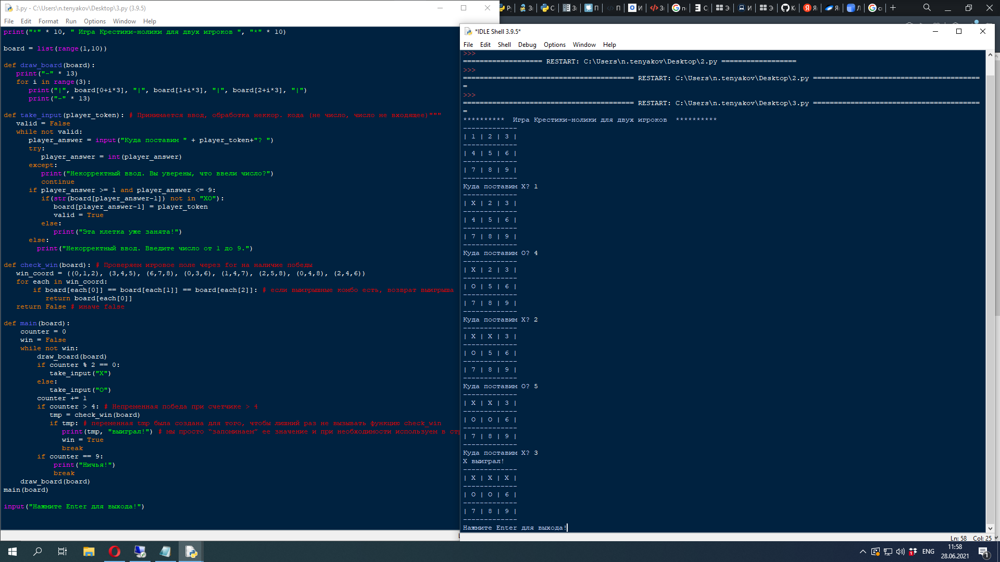 3.py - C:\Users\n.tenyakov\Desktop\3.py (3.9.5)
File Edit Format Run Options Window Help
print("*" * 10, " Игра Крестики-нолики для двух игроков ", "*" * 10)
board = list(range(1,10))
def draw_board(board):
print("-" * 13)
for i in range(3):
print("|", board[0+i*3], "|", board[1+i*3], "|", board[2+i*3], "|")
print("-" * 13)
def take_input(player_token): # Принимается ввод, обработка неккор. кода (не число, число не входящее)"""
valid = False
while not valid:
player_answer = input("Куда поставим " + player_token+"? ")
try:
player_answer = int(player_answer)
except:
print("Некорректный ввод. Вы уверены, что ввели число?")
continue
if player_answer >= 1 and player_answer <= 9:
if(str(board[player_answer-1]) not in "XO"):
board[player_answer-1] = player_token
valid = True
else:
print("Эта клетка уже занята!")
else:
print("Некорректный ввод. Введите число от 1 до 9.")
def check_win(board): # Проверяем игровое поле через for на наличие победы
win_coord = ((0,1,2), (3,4,5), (6,7,8), (0,3,6), (1,4,7), (2,5,8), (0,4,8), (2,4,6))
for each in win_coord:
if board[each[0]] == board[each[1]] == board[each[2]]: # если выигрышные комбо есть, возврат выигрыша
return board[each[0]]
return False # иначе false
def main(board):
counter = 0
win = False
while not win:
draw_board(board)
if counter % 2 == 0:
take_input("X")
else:
take_input("O")
counter += 1
if counter > 4: # Непременная победа при счетчике > 4
tmp = check_win(board)
if tmp: # переменная tmp была создана для того, чтобы лишний раз не вызывать функцию check_win
print(tmp, "выиграл!") # мы просто “запоминаем” ее значение и при необходимости используем в ст
win = True
break
if counter == 9:
print("Ничья!")
break
draw_board(board)
main(board)
input("Нажмите Enter для выхода!")
*IDLE Shell 3.9.5*
File Edit Shell Debug Options Window Help
>>>
=================== RESTART: C:\Users\n.tenyakov\Desktop\2.py ==================
>>>
========================================= RESTART: C:\Users\n.tenyakov\Desktop\2.py ========================================
=
>>>
========================================= RESTART: C:\Users\n.tenyakov\Desktop\3.py ========================================
=
**********  Игра Крестики-нолики для двух игроков  **********
-------------
| 1 | 2 | 3 |
-------------
| 4 | 5 | 6 |
-------------
| 7 | 8 | 9 |
-------------
Куда поставим X? 1
-------------
| X | 2 | 3 |
-------------
| 4 | 5 | 6 |
-------------
| 7 | 8 | 9 |
-------------
Куда поставим O? 4
-------------
| X | 2 | 3 |
-------------
| O | 5 | 6 |
-------------
| 7 | 8 | 9 |
-------------
Куда поставим X? 2
-------------
| X | X | 3 |
-------------
| O | 5 | 6 |
-------------
| 7 | 8 | 9 |
-------------
Куда поставим O? 5
-------------
| X | X | 3 |
-------------
| O | O | 6 |
-------------
| 7 | 8 | 9 |
-------------
Куда поставим X? 3
X выиграл!
-------------
| X | X | X |
-------------
| O | O | 6 |
-------------
| 7 | 8 | 9 |
-------------
Нажмите Enter для выхода!
Ln: 58 Col: 25
ENG
11:58
28.06.2021
1